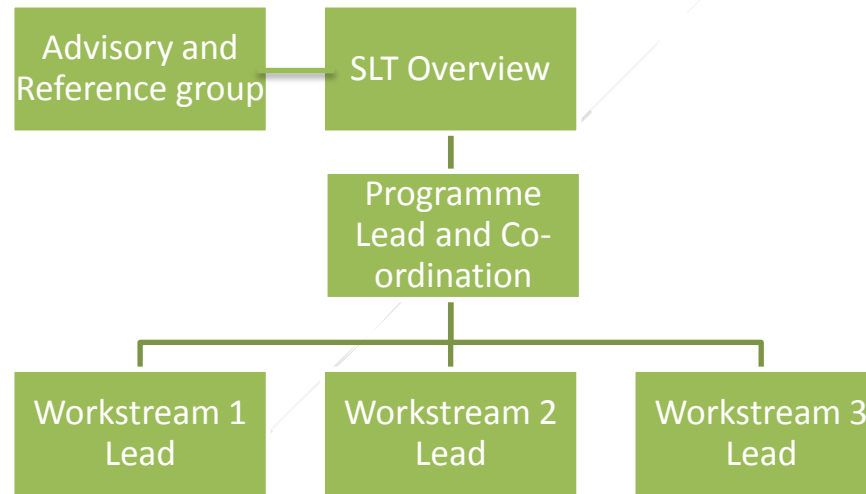 Advisory and
Reference group
SLT Overview
Programme
Lead and Co-
ordination
Workstream 1
Lead
Workstream 2
Lead
Workstream 3
Lead